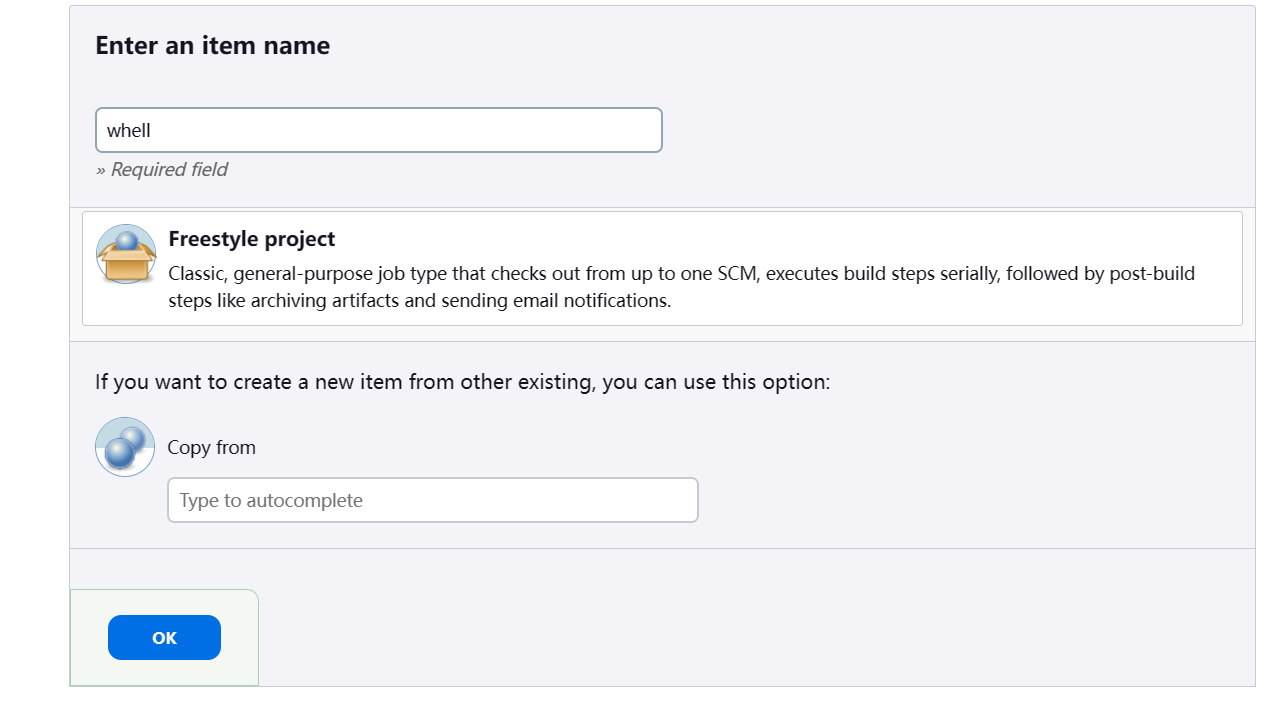 Enter an item name
whell
» Required field
Freestyle project
Classic, general-purpose job type that checks out from up to one SCM, executes build steps serially, followed by post-build
steps like archiving artifacts and sending email notifications.
If you want to create a new item from other existing, you can use this option:
Copy from
Type to autocomplete
OK